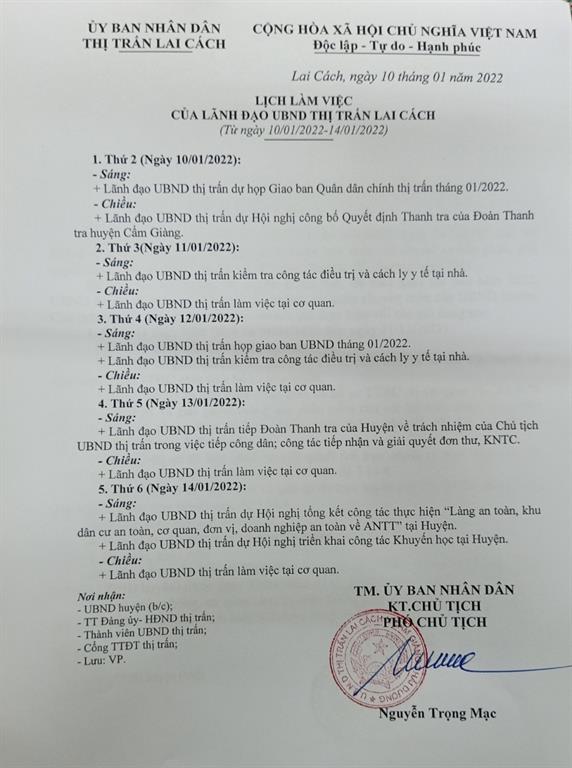 ỦY BAN NHÂN DÂN
THỊ TRẤN LAI CÁCH
CỘNG HÒA XÃ HỘI CHỦ NGHĨA VIỆT NAM
Độc lập - Tự do - Hạnh phúc
Lai Cách, ngày 10 tháng 01 năm 2022
LỊCH LÀM VIỆC
CỦA LÃNH ĐẠO UBND THỊ TRẤN LAI CÁCH
(Từ ngày 10/01/2022-14/01/2022)
1. Thứ 2 (Ngày 10/01/2022):
- Sáng:
+ Lãnh đạo UBND thị trấn dự họp Giao ban Quân dân chính thị trấn tháng 01/2022.
- Chiều:
+ Lãnh đạo UBND thị trấn dự Hội nghị công bố Quyết định Thanh tra của Đoàn Thanh
tra huyện Cẩm Giàng.
2. Thứ 3(Ngày 11/01/2022):
- Sáng:
+ Lãnh đạo UBND thị trấn kiểm tra công tác điều trị và cách ly y tế tại nhà.
- Chiều:
+ Lãnh đạo UBND thị trấn làm việc tại cơ quan.
3. Thứ 4 (Ngày 12/01/2022):
- Sáng:
+ Lãnh đạo UBND thị trấn họp giao ban UBND tháng 01/2022.
+ Lãnh đạo UBND thị trấn kiểm tra công tác điều trị và cách ly y tế tại nhà.
- Chiều:
+ Lãnh đạo UBND thị trấn làm việc tại cơ quan.
4. Thứ 5 (Ngày 13/01/2022):
- Sáng:
+ Lãnh đạo UBND thị trấn tiếp Đoàn Thanh tra của Huyện về trách nhiệm của Chủ tịch
UBND thị trấn trong việc tiếp công dân; công tác tiếp nhận và giải quyết đơn thư, KNTC.
- Chiều:
+ Lãnh đạo UBND thị trấn làm việc tại cơ quan.
5. Thứ 6 (Ngày 14/01/2022):
- Sáng:
+ Lãnh đạo UBND thị trấn dự Hội nghị tổng kết công tác thực hiện “Làng an toàn, khu
dân cư an toàn, cơ quan, đơn vị, doanh nghiệp an toàn về ANTT” tại Huyện.
+ Lãnh đạo UBND thị trấn dự Hội nghị triển khai công tác Khuyến học tại Huyện.
- Chiều:
+ Lãnh đạo UBND thị trấn làm việc tại cơ quan.
Nơi nhận:
- UBND huyện (b/c);
- TT Đảng ủy- HĐND thị trấn;
- Thành viên UBND thị trấn;
- Cổng TTĐT thị trấn;
- Lưu: VP.
TM. ỦY BAN NHÂN DÂN
KT.CHỦ TỊCH
PHÓ CHỦ TỊCH
U.B.N.D THỊ TRẤN LAI CÁCH
Nguyễn Trọng Mạc